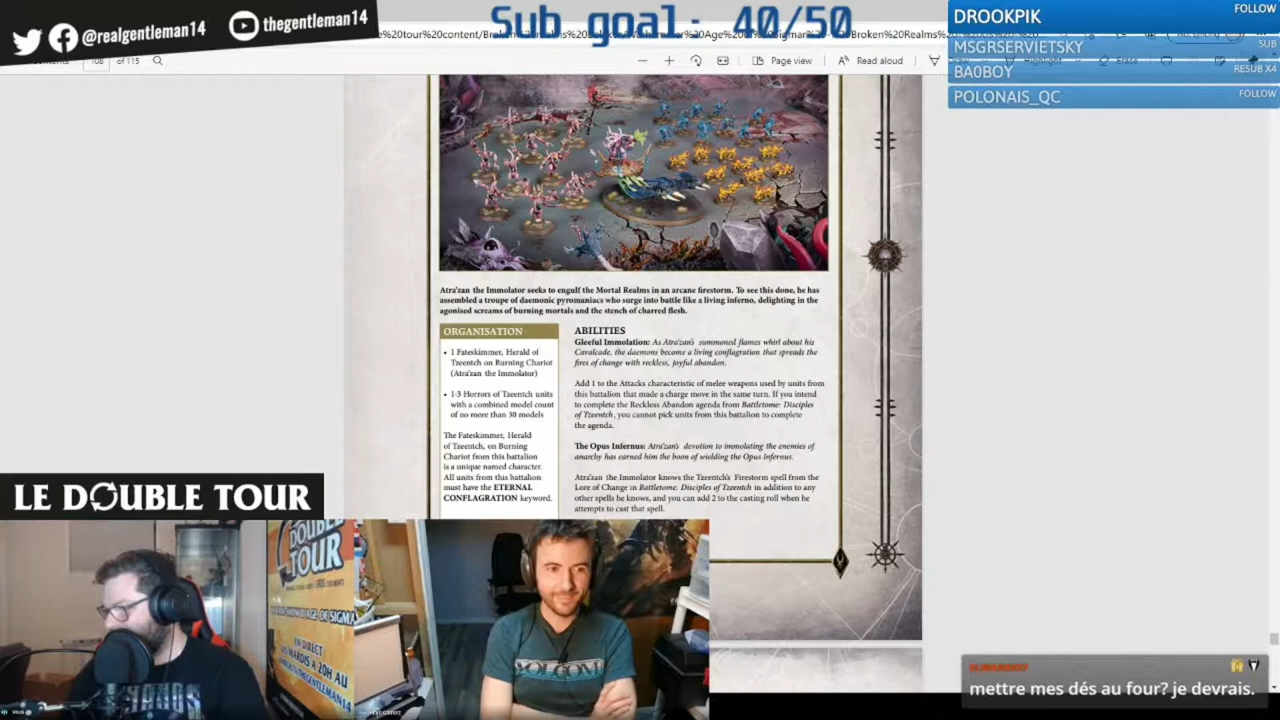 @realgentleman14
thegentleman14
Sub goal: 40/50
108 of 115
Page view
Read aloud
DROOKPIK
FOLLOW
MSGRSERVIETSKY
SUB
BA0BOY
RESUB X4
POLONAIS_QC
FOLLOW
Atra'zan the Immolator seeks to engulf the Mortal Realms in an arcane firestorm. To see this done, he has
assembled a troupe of daemonic pyromaniacs who surge into battle like a living inferno, delighting in the
agonised screams of burning mortals and the stench of charred flesh.
ORGANISATION
• 1 Fateskimmer, Herald of
Tzeentch on Burning Chariot
(Atra'zan the Immolator)
• 1-3 Horrors of Tzeentch units
with a combined model count
of no more than 30 models
The Fateskimmer, Herald
of Tzeentch, on Burning
Chariot from this battalion
is a unique named character.
All units from this battalion
must have the ETERNAL
CONFLAGRATION keyword.
ABILITIES
Gleeful Immolation: As Atra'zan's summoned flames whirl about his
Cavalcade, the daemons become a living conflagration that spreads the
fires of change with reckless, joyful abandon.
Add 1 to the Attacks characteristic of melee weapons used by units from
this battalion that made a charge move in the same turn. If you intend
to complete the Reckless Abandon agenda from Battletome: Disciples
of Tzeentch, you cannot pick units from this battalion to complete
the agenda.
The Opus Infernus: Atra'zan's devotion to immolating the enemies of
anarchy has earned him the boon of wielding the Opus Infernus.
Atra'zan the Immolator knows the Tzeentch's Firestorm spell from the
Lore of Change in Battletome: Disciples of Tzeentch in addition to any
other spells he knows, and you can add 2 to the casting roll when he
attempts to cast that spell.
LE DOUBLE TOUR
DOUBLE
TOUR
EN DIRECT
LES MARDIS À 20H AU
VOLCOM
mettre mes dés au four? je devrais.